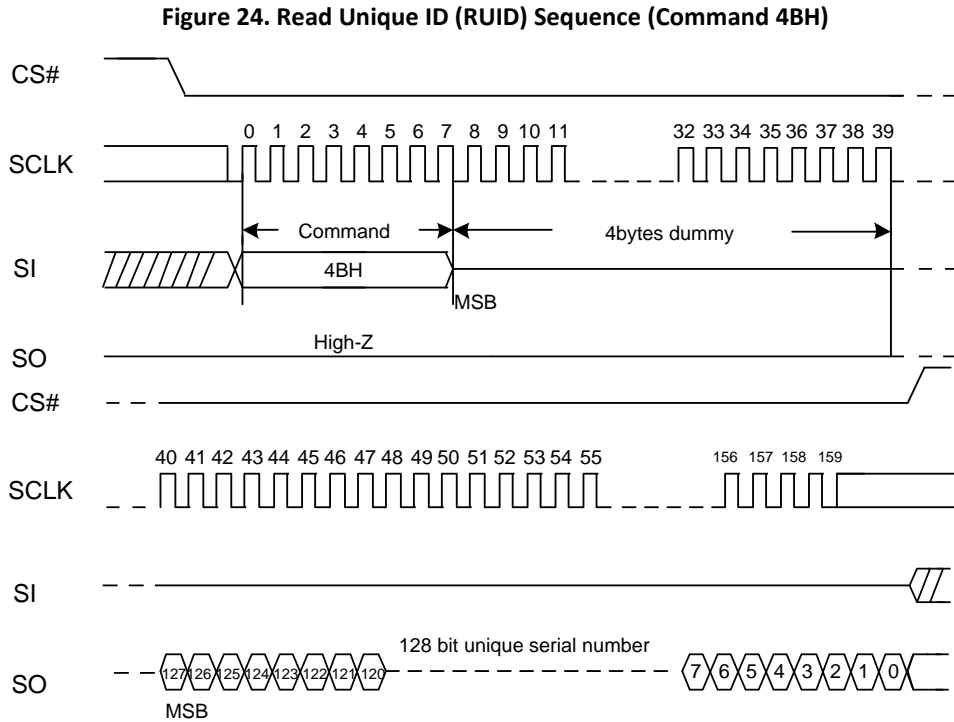 Figure 24. Read Unique ID (RUID) Sequence (Command 4BH)
CS#
0 1 2 3 4 5 6 7 8 9 10 11 32 33 34 35 36 37 38 39
SCLK
Command 4bytes dummy
SI 4BH
MSB
High-Z
SO
CS#
40 41 42 43 44 45 46 47 48 49 50 51 52 53 54 55 156 157 158 159
SCLK
SI
128 bit unique serial number
SO 127 126 125 124 123 122 121 120 7 6 5 4 3 2 1 0
MSB